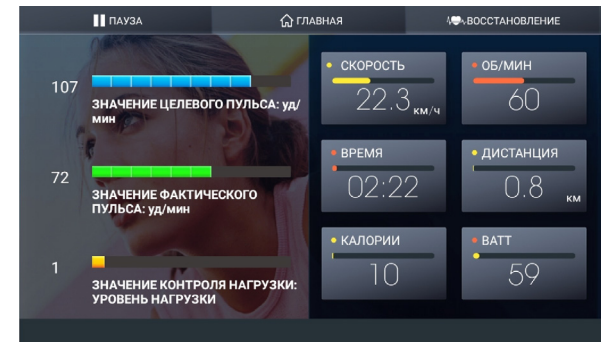 ПАУЗА
ГЛАВНАЯ
ВОССТАНОВЛЕНИЕ
107
ЗНАЧЕНИЕ ЦЕЛЕВОГО ПУЛЬСА: уд/
мин
72
ЗНАЧЕНИЕ ФАКТИЧЕСКОГО
ПУЛЬСА: уд/мин
1
ЗНАЧЕНИЕ КОНТРОЛЯ НАГРУЗКИ:
УРОВЕНЬ НАГРУЗКИ
СКОРОСТЬ
22.3 км/ч
ОБ/МИН
60
ВРЕМЯ
02:22
ДИСТАНЦИЯ
0.8 км
КАЛОРИИ
10
ВАТТ
59